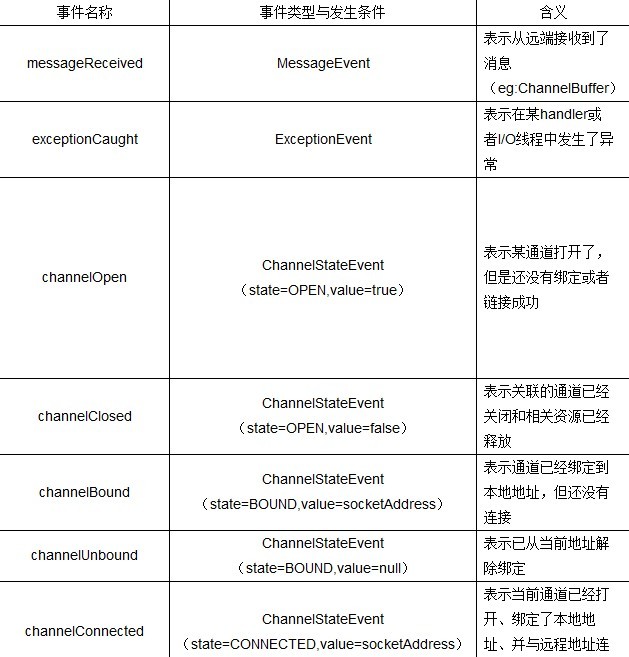 事件名称
事件类型与发生条件
含义
messageReceived
MessageEvent
表示从远端接收到了
消息
（eg:ChannelBuffer）
exceptionCaught
ExceptionEvent
表示在某handler或
者I/O线程中发生了异
常
channelOpen
ChannelStateEvent
（state=OPEN,value=true）
表示某通道打开了，
但是还没有绑定或者
链接成功
channelClosed
ChannelStateEvent
（state=OPEN,value=false）
表示关联的通道已经
关闭和相关资源已经
释放
channelBound
ChannelStateEvent
（state=BOUND,value=socketAddress）
表示通道已经绑定到
本地地址，但还没有
连接
channelUnbound
ChannelStateEvent
（state=BOUND,value=null）
表示已从当前地址解
除绑定
channelConnected
ChannelStateEvent
（state=CONNECTED,value=socketAddress）
表示当前通道已经打
开、绑定了本地地
址、并与远程地址连